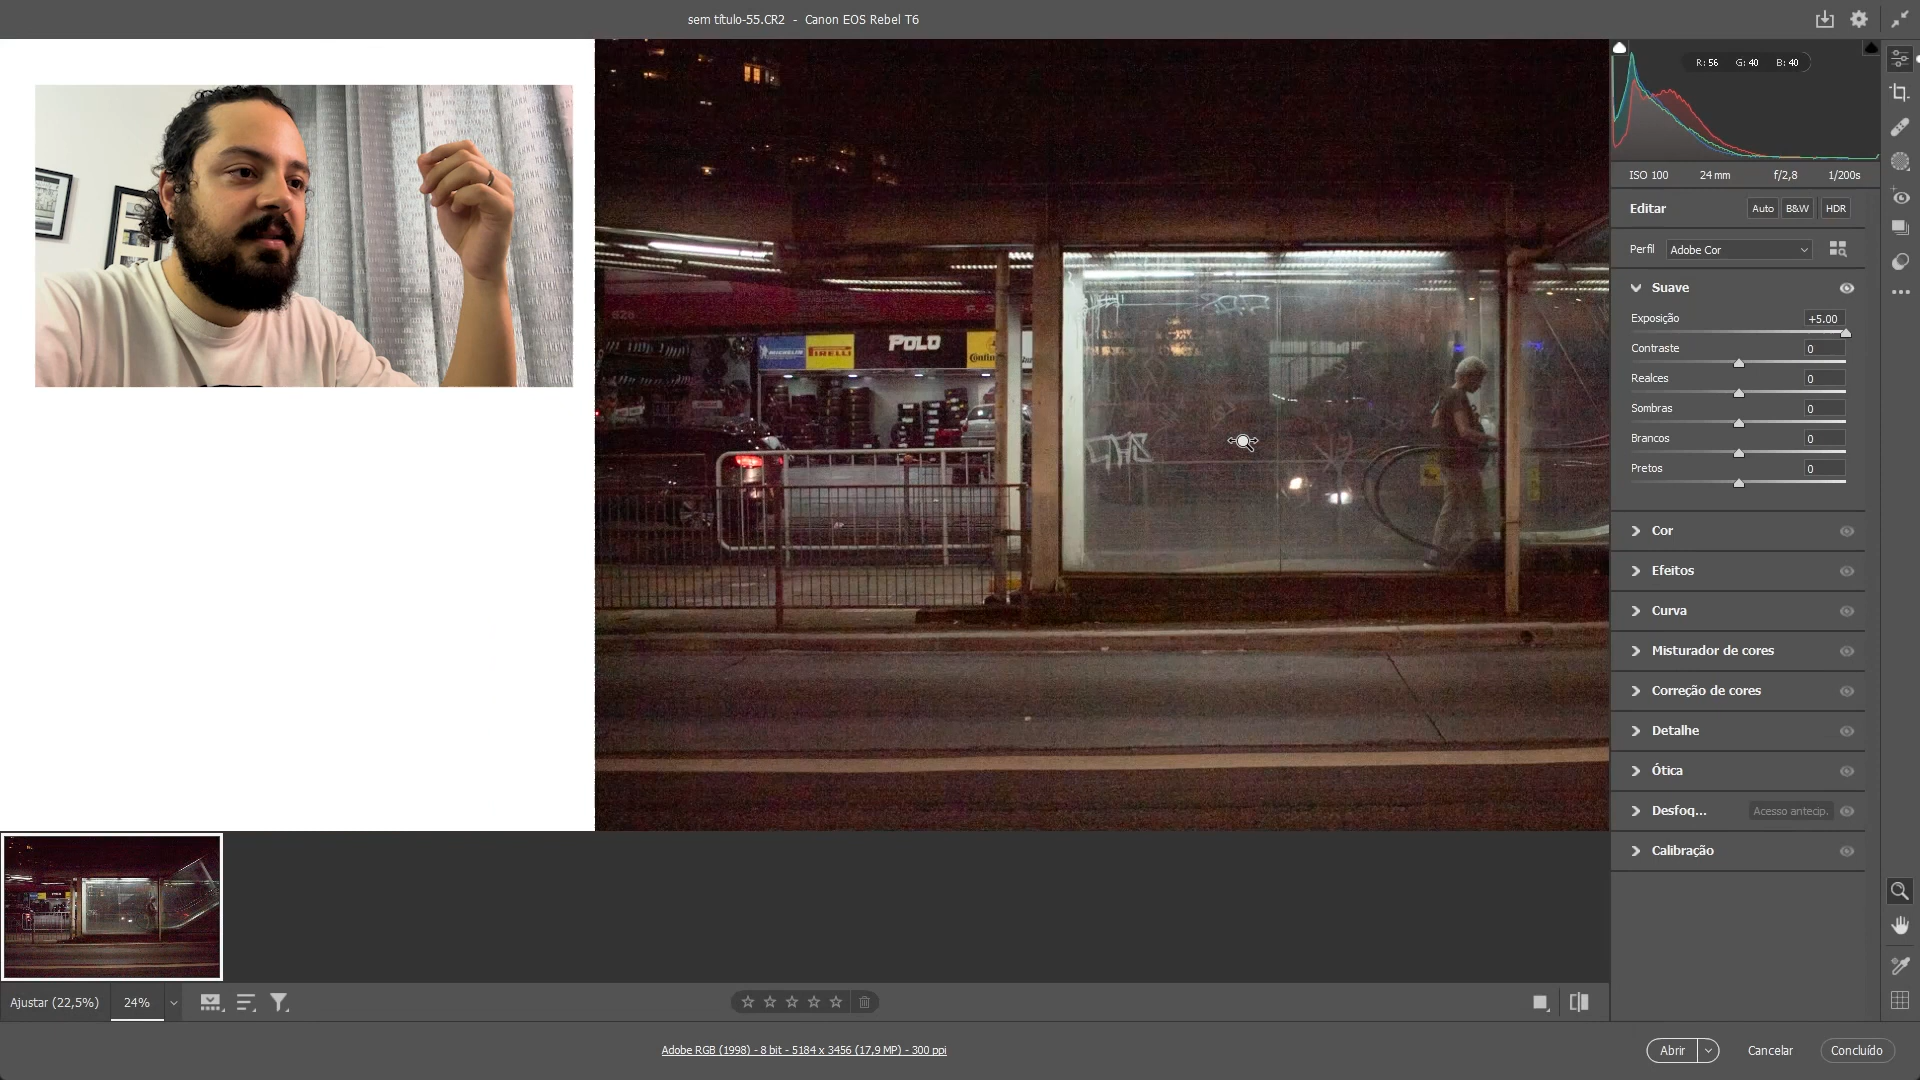 sem título-55.CR2  -  Canon EOS Rebel T6
R: 56 G: 40 B: 40
ISO 100 24 mm f/2,8 1/200s
Editar Auto B&W HDR
Perfil Adobe Cor
Suave
Exposição +5.00
Contraste 0
Realces 0
Sombras 0
Brancos 0
Pretos 0
Cor
Efeitos
Curva
Misturador de cores
Correção de cores
Detalhe
Ótica
Desfoq... Acesso antecip.
Calibração
MICHELIN PIRELLI POLO
Ajustar (22,5%) 24%
Adobe RGB (1998) - 8 bit - 5184 x 3456 (17,9 MP) - 300 ppi
Abrir Cancelar Concluído